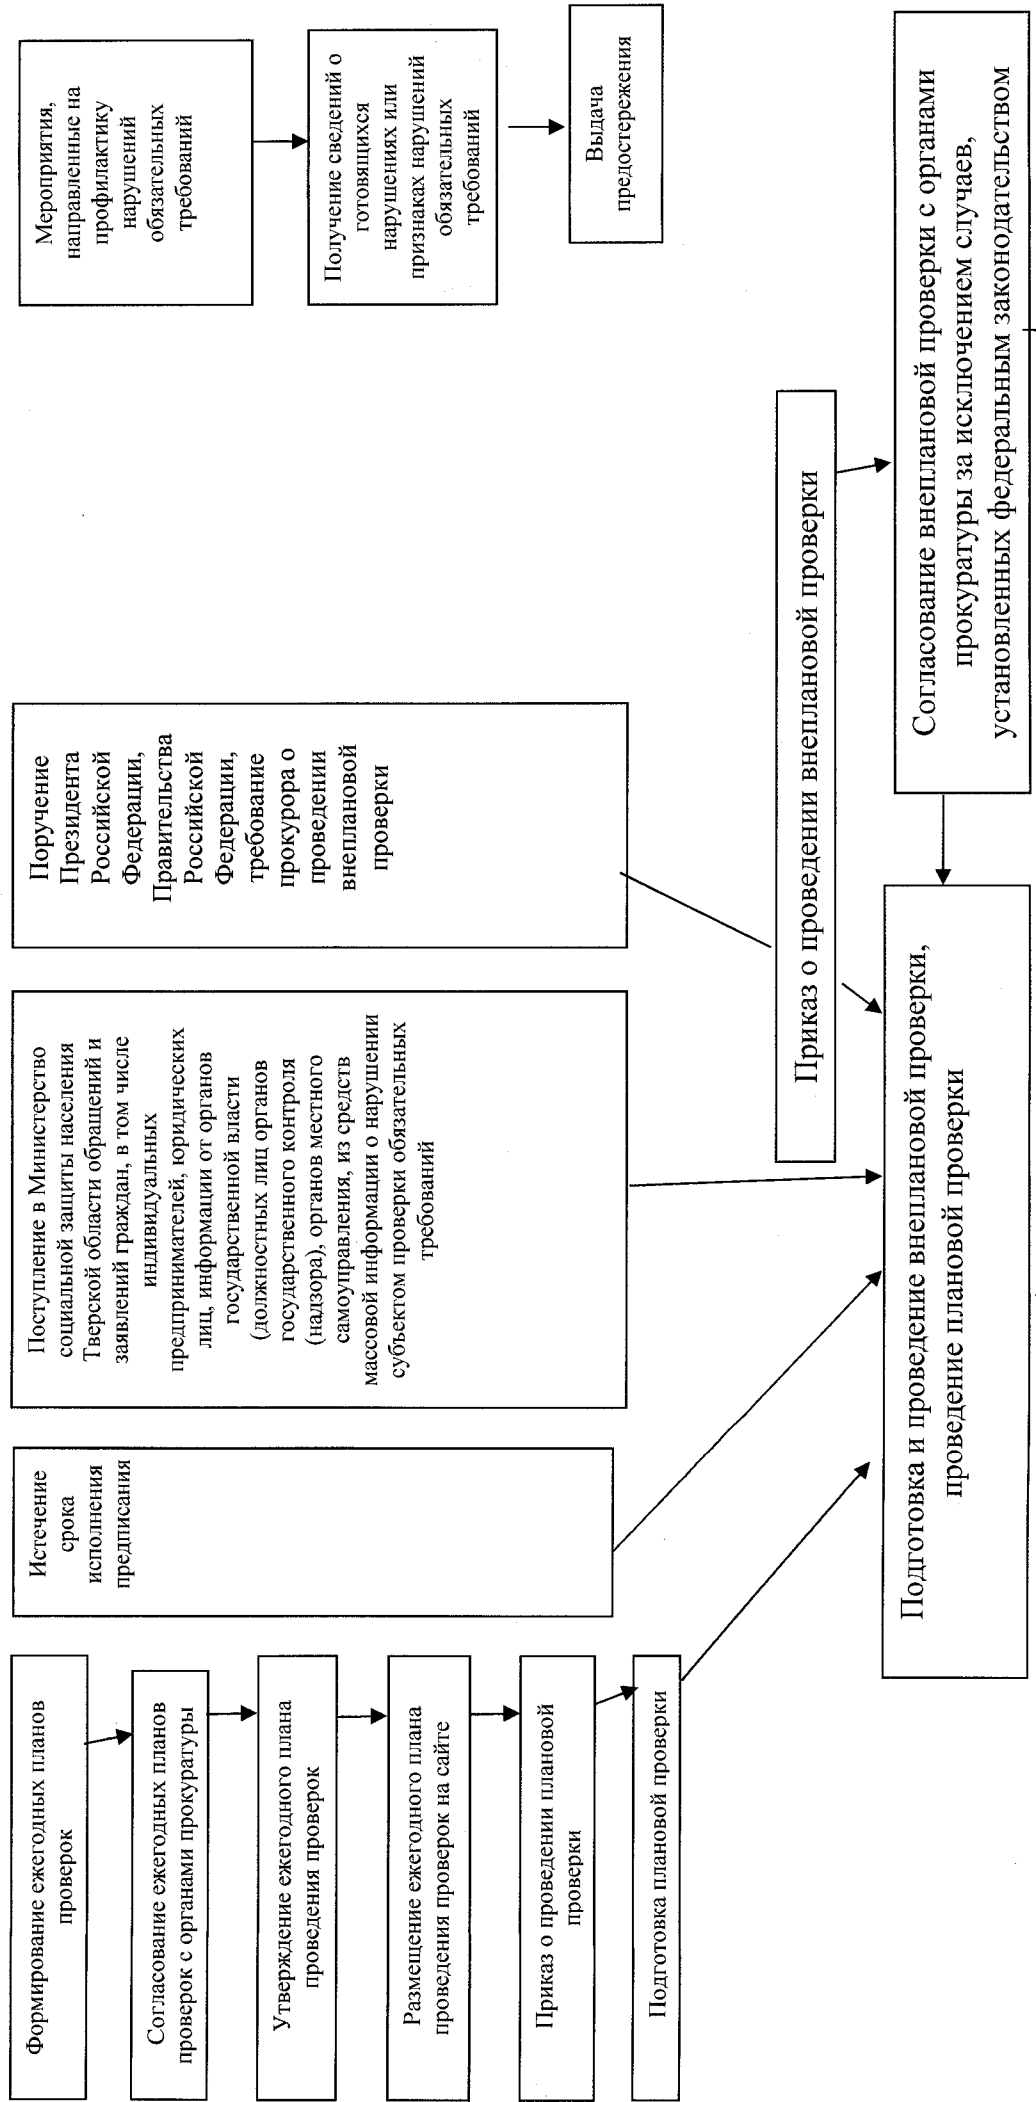 Формирование ежегодных планов
проверок
Согласование ежегодных планов
проверок с органами прокуратуры
Утверждение ежегодного плана
проведения проверок
Размещение ежегодного плана
проведения проверок на сайте
Приказ о проведении плановой
проверки
Подготовка плановой проверки
Истечение
срока
исполнения
предписания
Поступление в Министерство
социальной защиты населения
Тверской области обращений и
заявлений граждан, в том числе
индивидуальных
предпринимателей, юридических
лиц, информации от органов
государственной власти
(должностных лиц органов
государственного контроля
(надзора), органов местного
самоуправления, из средств
массовой информации о нарушении
субъектом проверки обязательных
требований
Поручение
Президента
Российской
Федерации,
Правительства
Российской
Федерации,
требование
прокурора о
проведении
внеплановой
проверки
Мероприятия,
направленные на
профилактику
нарушений
обязательных
требований
Получение сведений о
готовящихся
нарушениях или
признаках нарушений
обязательных
требований
Выдача
предостережения
Приказ о проведении внеплановой проверки
Согласование внеплановой проверки с органами
прокуратуры за исключением случаев,
установленных федеральным законодательством
Подготовка и проведение внеплановой проверки,
проведение плановой проверки